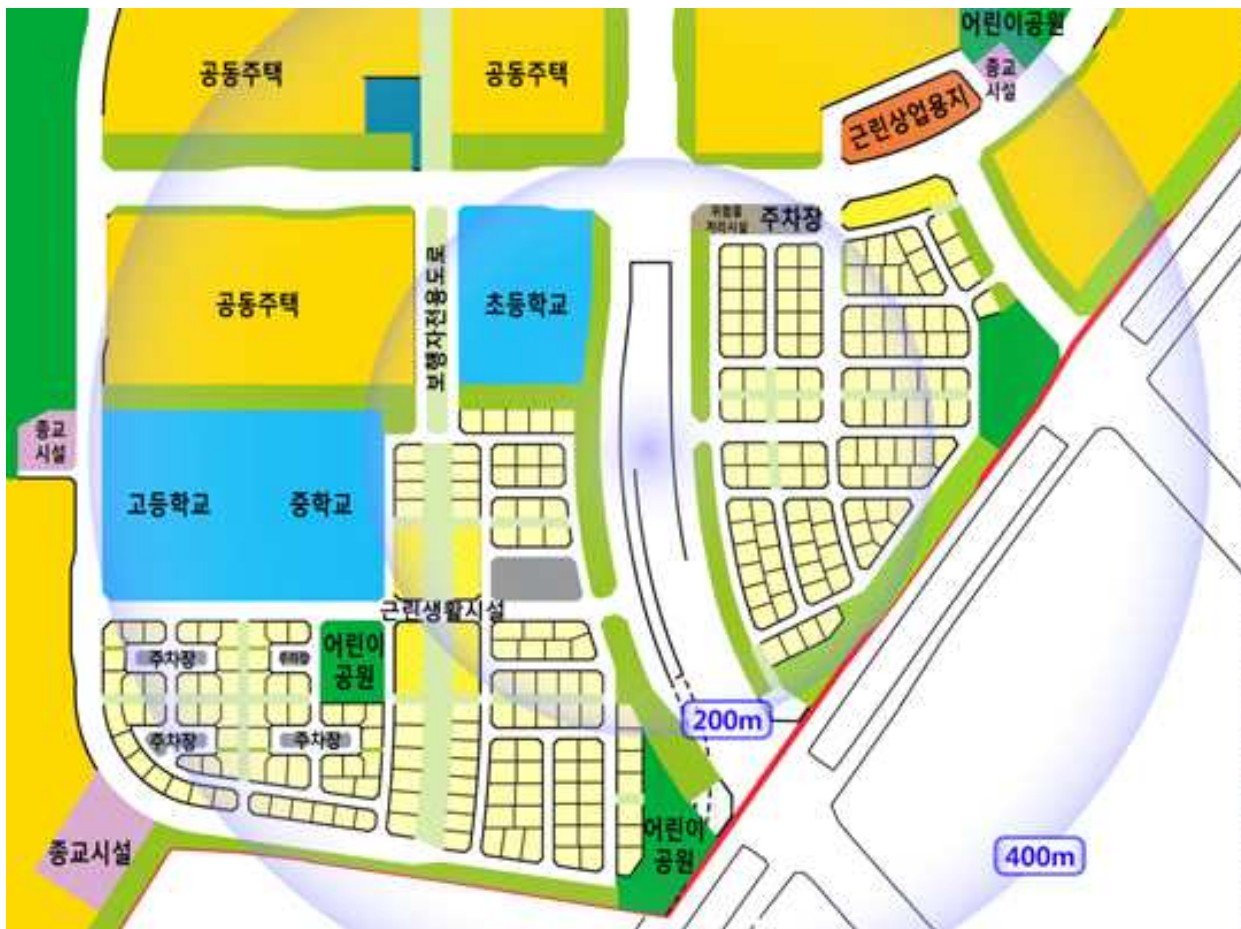 어린이공원
종교
시설
공동주택
공동주택
근린상업용지
주차장
보행자전용도로
초등학교
공동주택
종교
시설
고등학교
중학교
근린생활시설
어린이
공원
주차장
주차장
주차장
200m
어린이
공원
종교시설
400m